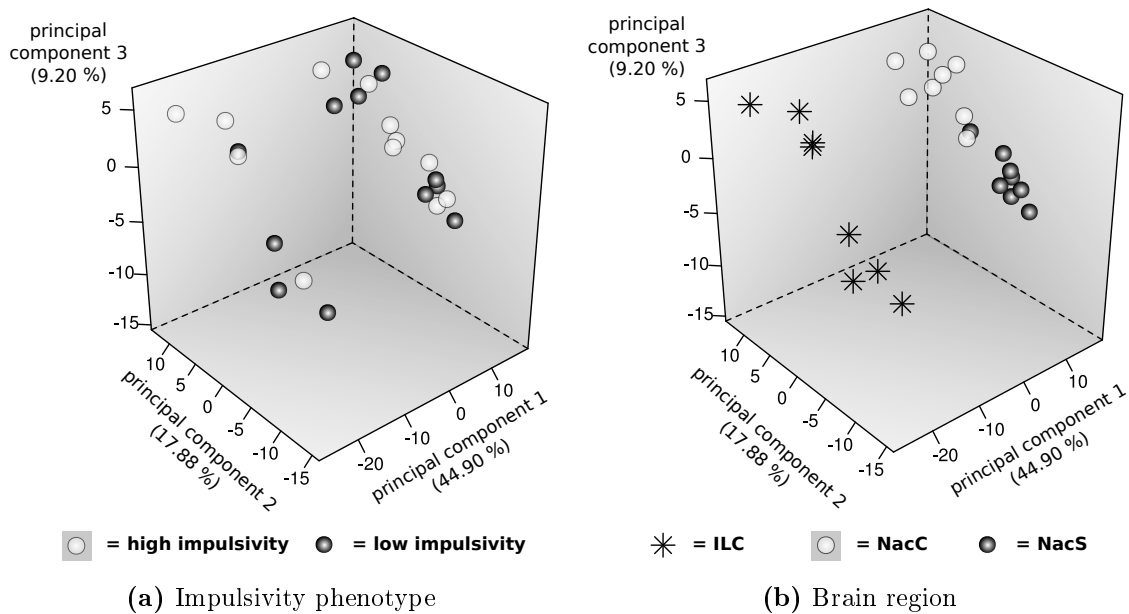 principal
component 3
(9.20 %)
5
0
-5
-10
-15
10
5
0
-5
-10
-15
principal component 2
(17.88 %)
-20
-10
0
10
principal component 1
(44.90 %)
= high impulsivity
= low impulsivity
(a) Impulsivity phenotype
principal
component 3
(9.20 %)
5
0
-5
-10
-15
10
5
0
-5
-10
-15
principal component 2
(17.88 %)
-20
-10
0
10
principal component 1
(44.90 %)
= ILC
= NacC
= NacS
(b) Brain region